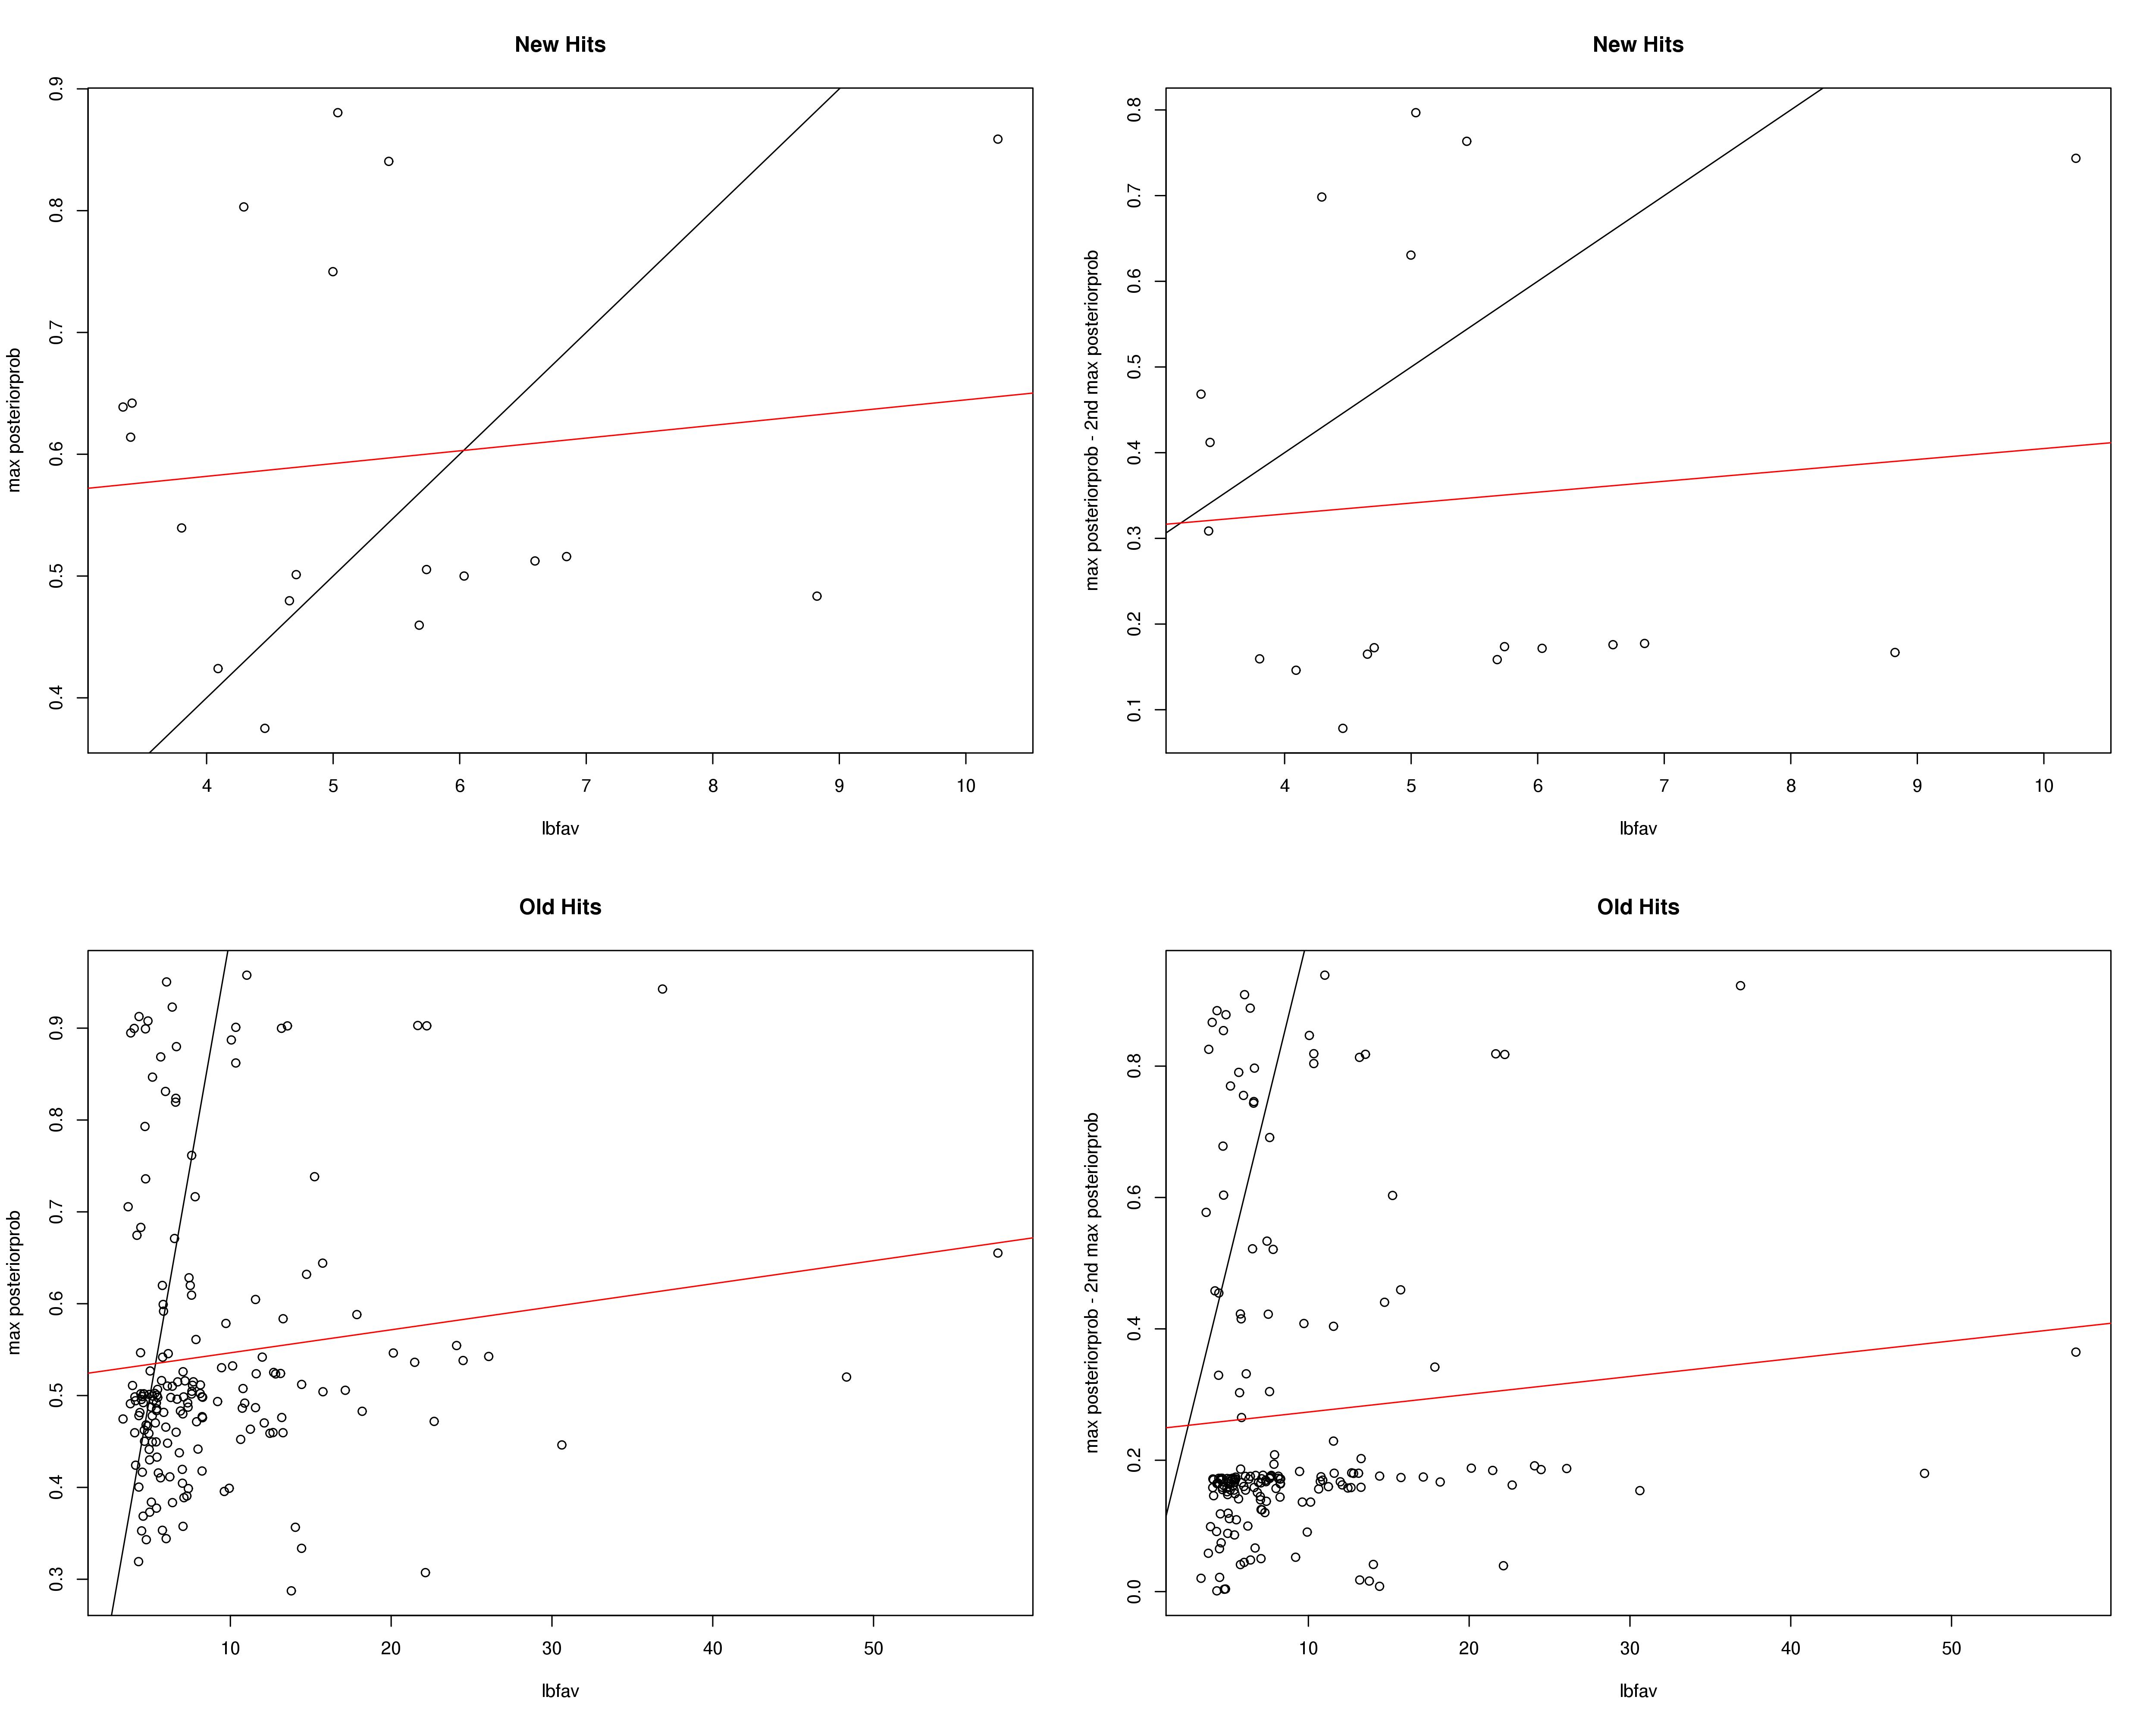 New Hits
max posteriorprob
0.4 0.5 0.6 0.7 0.8 0.9
4 5 6 7 8 9 10
lbfav
New Hits
max posteriorprob - 2nd max posteriorprob
0.1 0.2 0.3 0.4 0.5 0.6 0.7 0.8
4 5 6 7 8 9 10
lbfav
Old Hits
max posteriorprob
0.3 0.4 0.5 0.6 0.7 0.8 0.9
10 20 30 40 50
lbfav
Old Hits
max posteriorprob - 2nd max posteriorprob
0.0 0.2 0.4 0.6 0.8
10 20 30 40 50
lbfav